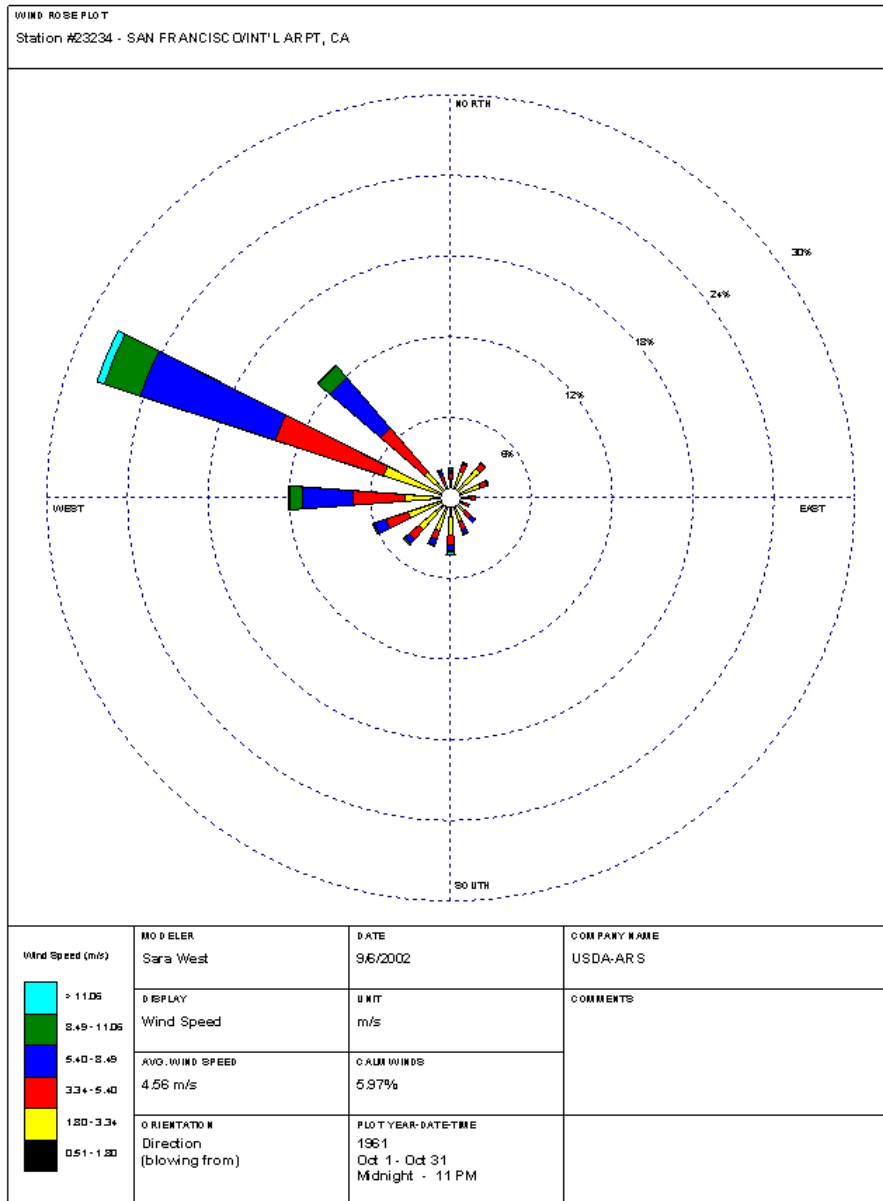 WIND ROSE PLOT
Station #23234 - SAN FRANCISCO/INT'L ARPT, CA
NORTH
30%
24%
18%
12%
6%
WEST
EAST
SOUTH
Wind Speed (m/s)
> 11.06
8.49 - 11.06
5.40 - 8.49
3.34 - 5.40
1.80 - 3.34
0.51 - 1.80
MODELER
Sara West
DATE
9/6/2002
COMPANY NAME
USDA-ARS
DISPLAY
Wind Speed
UNIT
m/s
COMMENTS
AVG. WIND SPEED
4.56 m/s
CALM WINDS
5.97%
ORIENTATION
Direction
(blowing from)
PLOT YEAR-DATE-TIME
1961
Oct 1 - Oct 31
Midnight - 11 PM